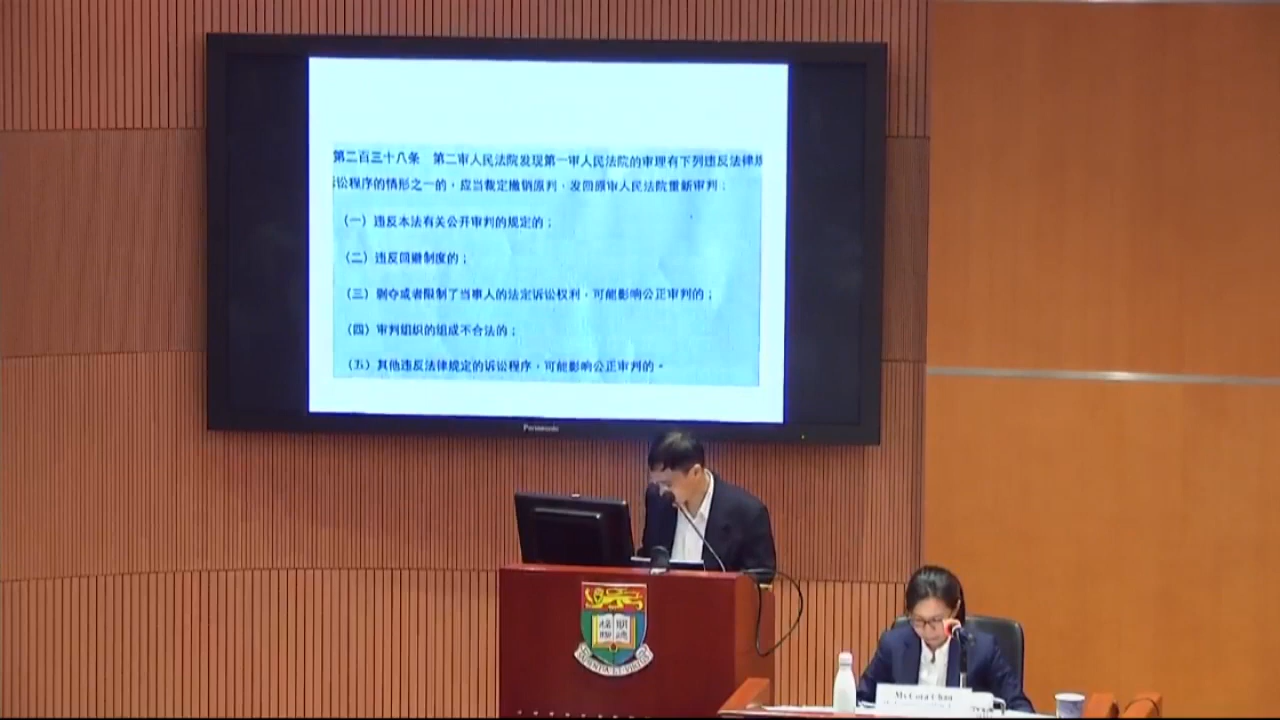 第二百三十八条 第二审人民法院发现第一审人民法院的审理有下列违反法律规
讼程序的情形之一的,应当裁定撤销原判,发回原审人民法院重新审判:
(一)违反本法有关公开审判的规定的;
(二)违反回避制度的;
(三)剥夺或者限制了当事人的法定诉讼权利,可能影响公正审判的;
(四)审判组织的组成不合法的;
(五)其他违反法律规定的诉讼程序,可能影响公正审判的。
Panasonic
明德
格物
SAPIENTIA ET VIRTUS
Ms Cora Chan